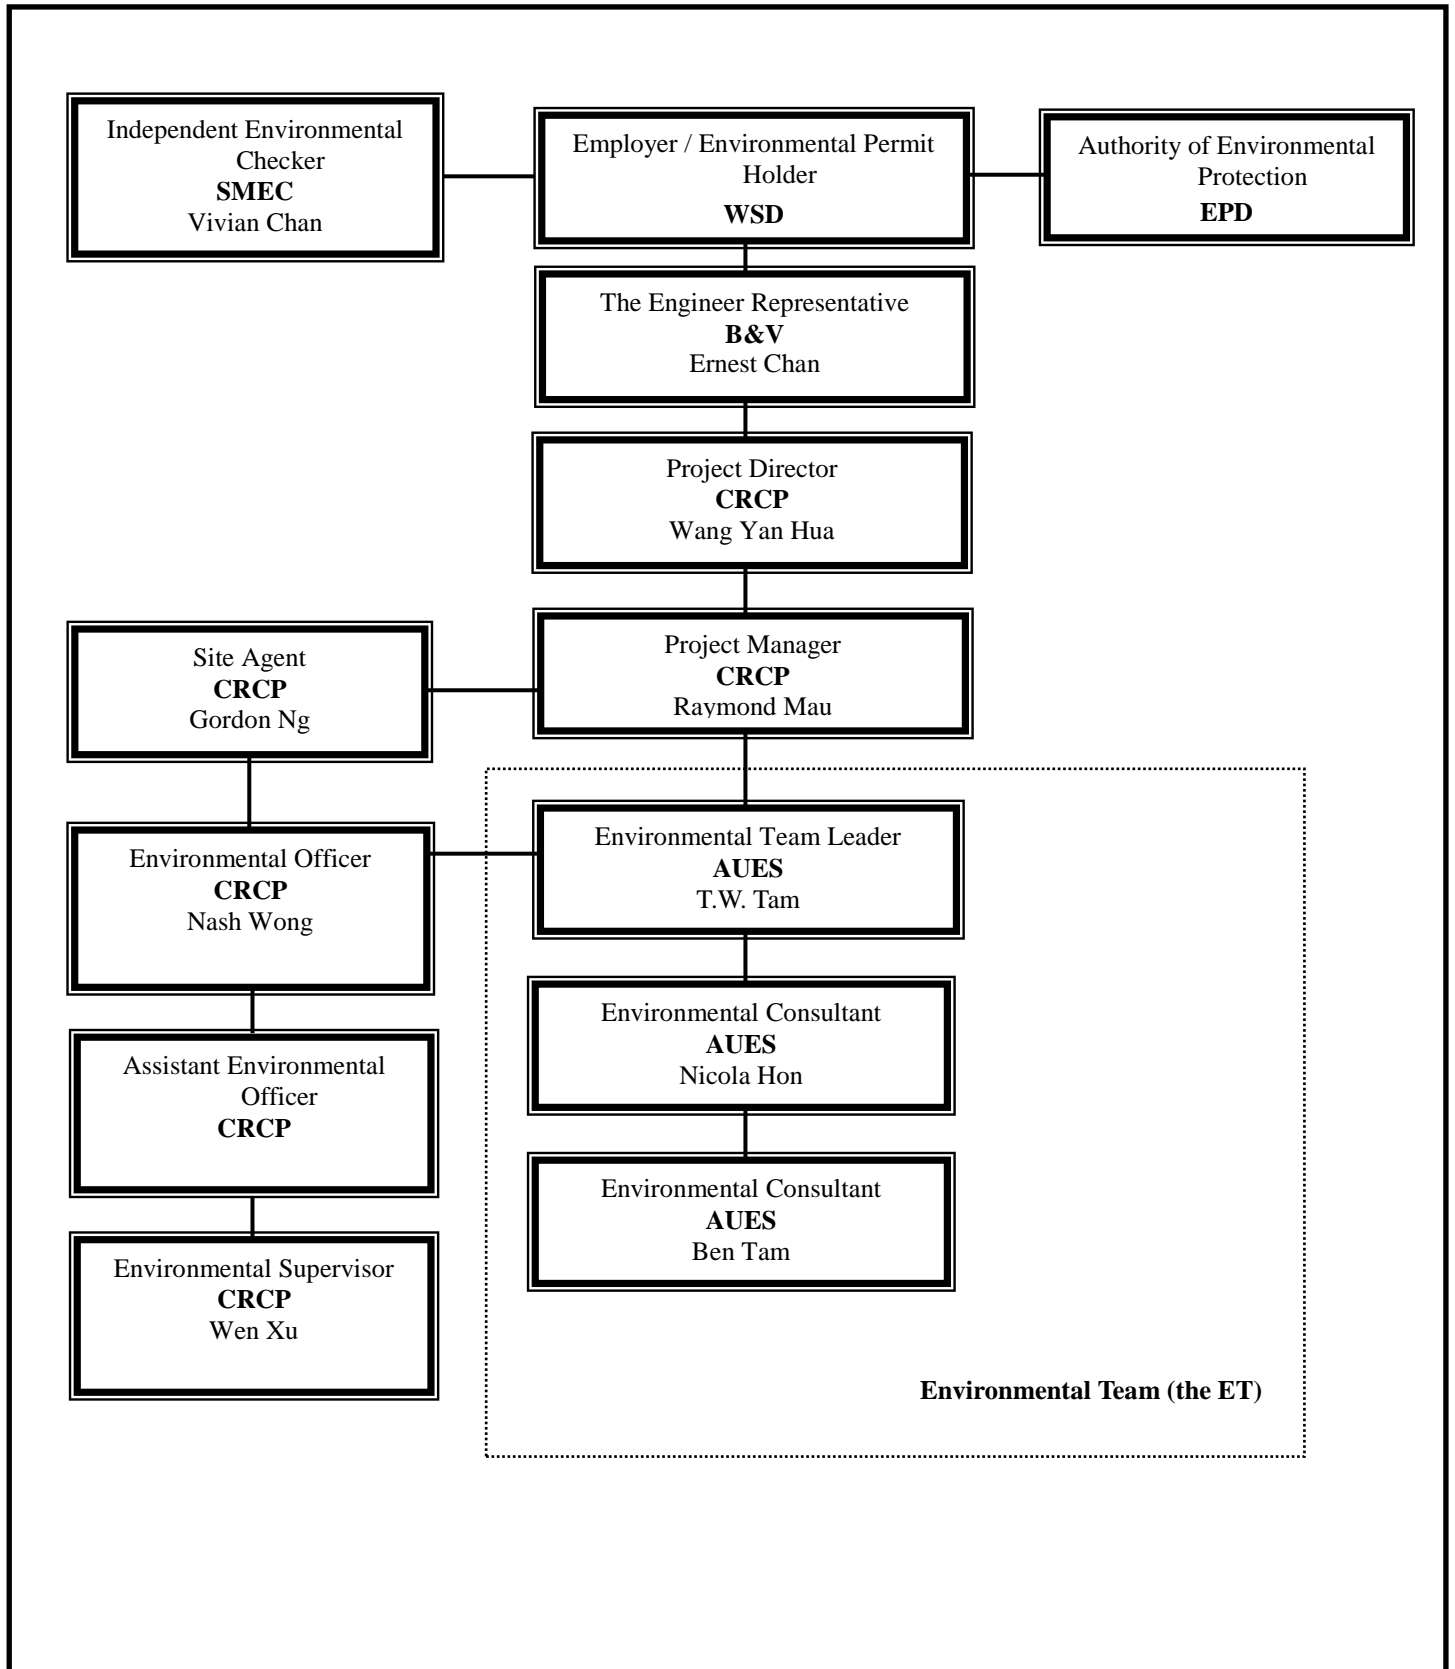 Independent Environmental
Checker
SMEC
Vivian Chan
Employer / Environmental Permit
Holder
WSD
Authority of Environmental
Protection
EPD
The Engineer Representative
B&V
Ernest Chan
Project Director
CRCP
Wang Yan Hua
Site Agent
CRCP
Gordon Ng
Project Manager
CRCP
Raymond Mau
Environmental Officer
CRCP
Nash Wong
Environmental Team Leader
AUES
T.W. Tam
Assistant Environmental
Officer
CRCP
Environmental Consultant
AUES
Nicola Hon
Environmental Supervisor
CRCP
Wen Xu
Environmental Consultant
AUES
Ben Tam
Environmental Team (the ET)